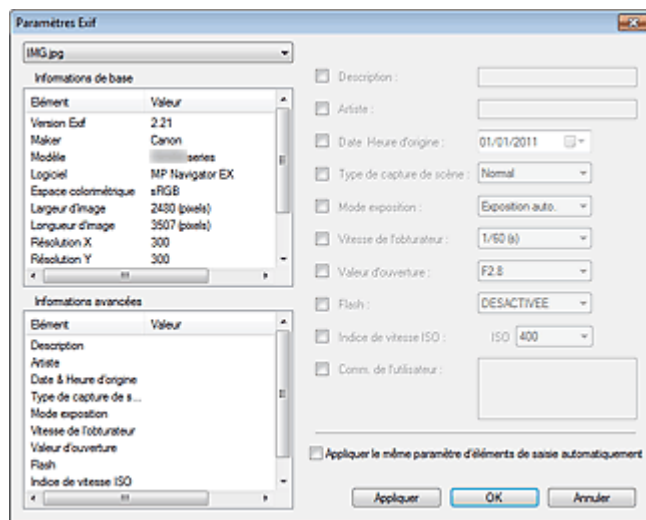 Paramètres Exif
IMG.jpg
Informations de base
Elément Valeur
Version Exif 2.21
Maker Canon
Modèle series
Logiciel MP Navigator EX
Espace colorimétrique sRGB
Largeur d'image 2480 (pixels)
Longueur d'image 3507 (pixels)
Résolution X 300
Résolution Y 300
Informations avancées
Elément Valeur
Description
Artiste
Date & Heure d'origine
Type de capture de s...
Mode exposition
Vitesse de l'obturateur
Valeur d'ouverture
Flash
Indice de vitesse ISO
Description :
Artiste :
Date Heure d'origine : 01/01/2011
Type de capture de scène : Normal
Mode exposition : Exposition auto.
Vitesse de l'obturateur : 1/60 (s)
Valeur d'ouverture : F2.8
Flash : DESACTIVEE
Indice de vitesse ISO : ISO 400
Comm. de l'utilisateur :
Appliquer le même paramètre d'éléments de saisie automatiquement
Appliquer OK Annuler